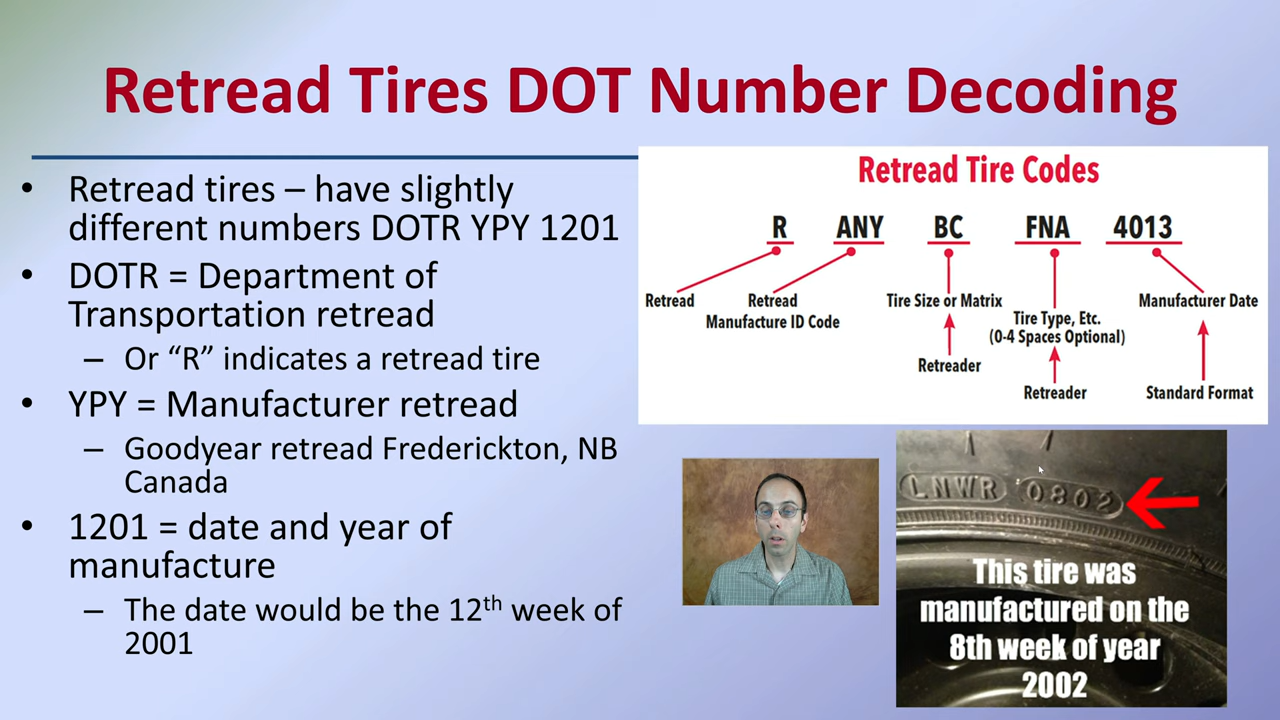 Retread Tires DOT Number Decoding
• Retread tires – have slightly
different numbers DOTR YPY 1201
• DOTR = Department of
Transportation retread
– Or “R” indicates a retread tire
• YPY = Manufacturer retread
– Goodyear retread Frederickton, NB
Canada
• 1201 = date and year of
manufacture
– The date would be the 12th week of
2001
Retread Tire Codes
R ANY BC FNA 4013
Retread
Retread
Manufacture ID Code
Tire Size or Matrix
Retreader
Tire Type, Etc.
(0-4 Spaces Optional)
Retreader
Manufacturer Date
Standard Format
LNWR 0802
This tire was
manufactured on the
8th week of year
2002